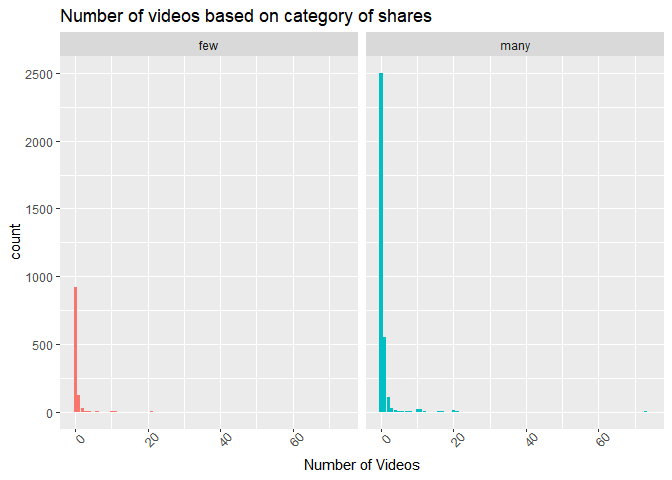 Number of videos based on category of shares
few many
2500
2000
1500
1000
500
0
count
0 20 40 60 0 20 40 60
Number of Videos